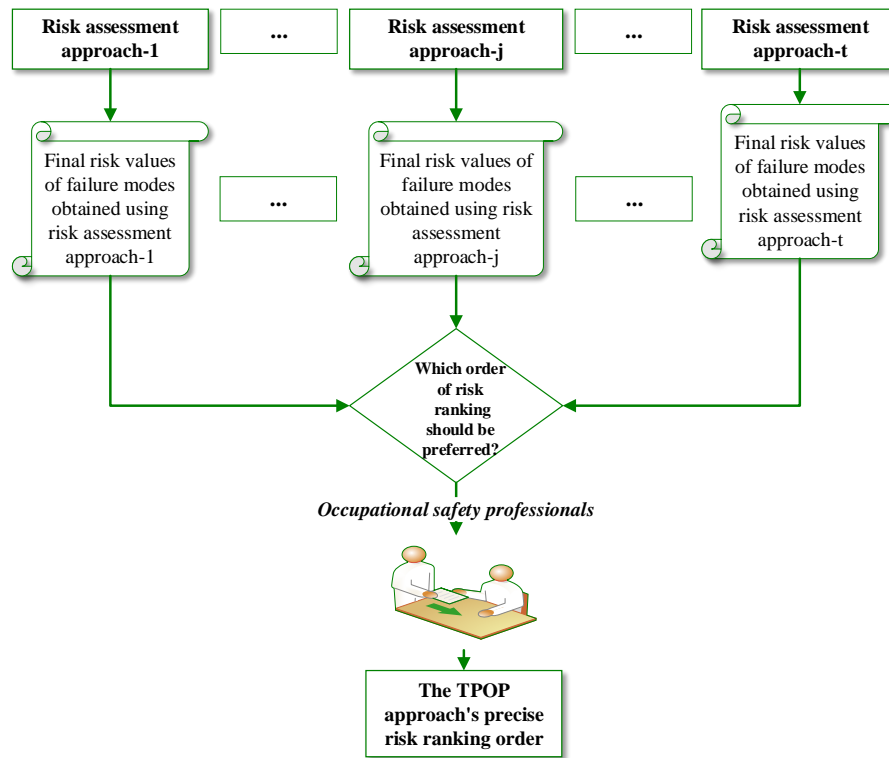 Risk assessment
approach-1
...
Risk assessment
approach-j
...
Risk assessment
approach-t
Final risk values
of failure modes
obtained using
risk assessment
approach-1
...
Final risk values of
failure modes
obtained using risk
assessment
approach-j
...
Final risk values
of failure modes
obtained using
risk assessment
approach-t
Which order
of risk
ranking
should be
preferred?
Occupational safety professionals
The TPOP
approach's precise
risk ranking order